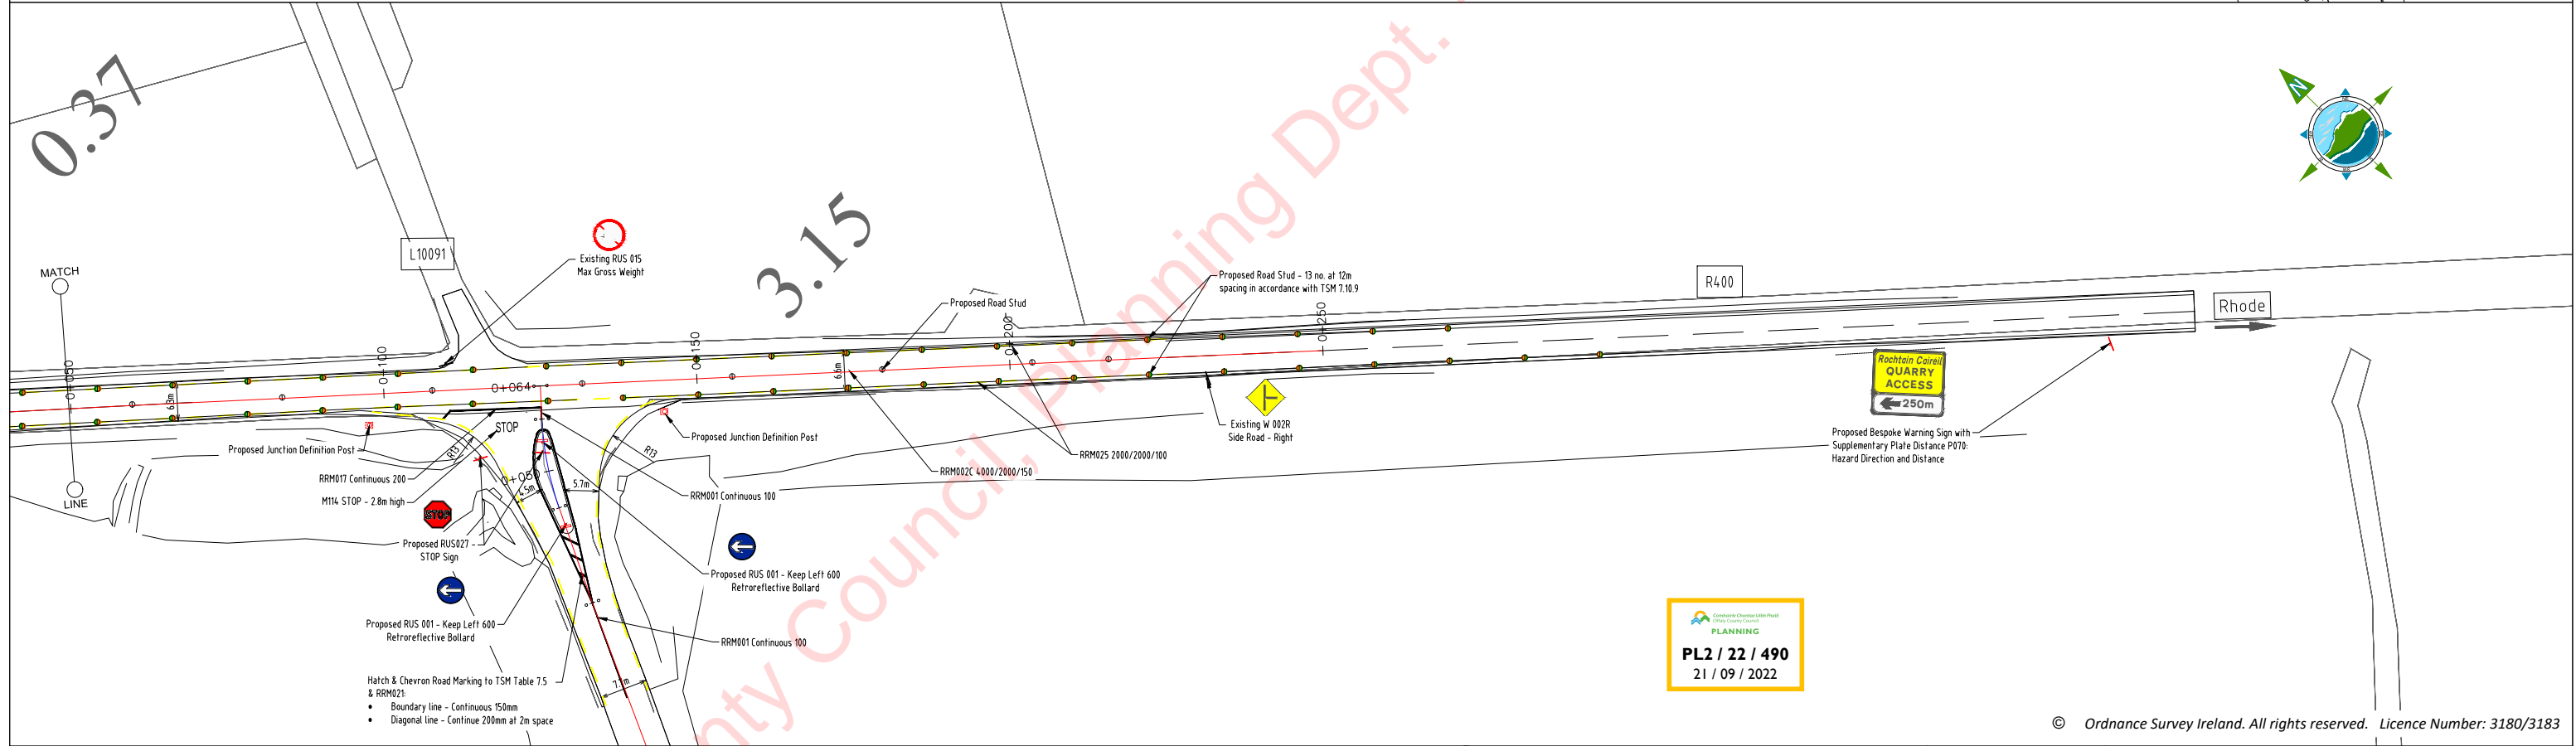 0.37
MATCH
LINE
0+050
6.3m
0+100
L10091
Existing RUS 015
Max Gross Weight
3.15
0+064
0+150
6.6m
Proposed Road Stud
0+200
Proposed Road Stud - 13 no. at 12m
spacing in accordance with TSM 7.10.9
0+250
R400
Rhode
N
Proposed Junction Definition Post
R13
STOP
RRM017 Continuous 200
M114 STOP - 2.8m high
STOP
Proposed RUS027 -
STOP Sign
0+050
4.5m
5.7m
R13
Proposed Junction Definition Post
RRM001 Continuous 100
RRM002C 4000/2000/150
RRM025 2000/2000/100
Existing W 002R
Side Road - Right
Rochtain Cairéil
QUARRY
ACCESS
250m
Proposed Bespoke Warning Sign with
Supplementary Plate Distance P070:
Hazard Direction and Distance
Proposed RUS 001 - Keep Left 600
Retroreflective Bollard
Proposed RUS 001 - Keep Left 600
Retroreflective Bollard
RRM001 Continuous 100
Hatch & Chevron Road Marking to TSM Table 7.5
& RRM021:
• Boundary line - Continuous 150mm
• Diagonal line - Continue 200mm at 2m space
Comhairle Chontae Uíbh Fhailí
Offaly County Council
PLANNING
PL2 / 22 / 490
21 / 09 / 2022
nty Council, Planning Dept.
© Ordnance Survey Ireland. All rights reserved. Licence Number: 3180/3183